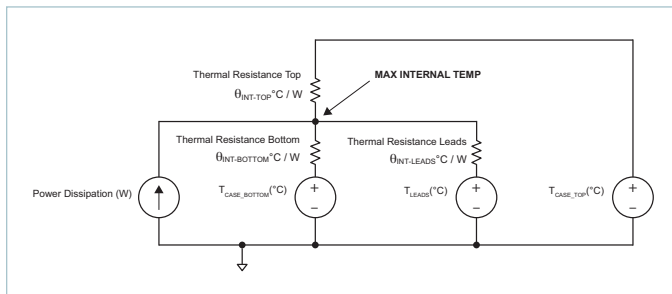 Thermal Resistance Top
θINT-TOP°C / W
MAX INTERNAL TEMP
Thermal Resistance Bottom
θINT-BOTTOM°C / W
Thermal Resistance Leads
θINT-LEADS°C / W
Power Dissipation (W)
TCASE_BOTTOM(°C)
+
–
TLEADS(°C)
+
–
TCASE_TOP(°C)
+
–